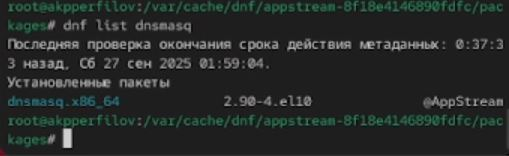 root@akpperfilov:/var/cache/dnf/appstream-8f18e4146890fdfc/pac
kages# dnf list dnsmasq
Последняя проверка окончания срока действия метаданных: 0:37:3
3 назад, Сб 27 сен 2025 01:59:04.
Установленные пакеты
dnsmasq.x86_64 2.90-4.el10 @AppStream
root@akpperfilov:/var/cache/dnf/appstream-8f18e4146890fdfc/pac
kages#